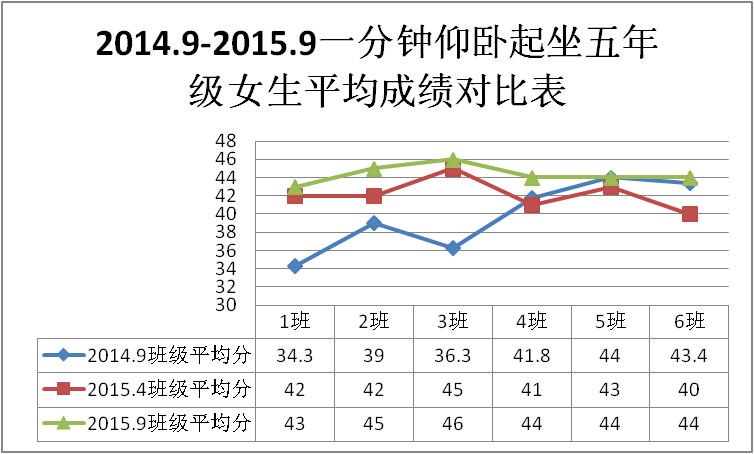 2014.9-2015.9一分钟仰卧起坐五年
级女生平均成绩对比表
48
46
44
42
40
38
36
34
32
30
1班 2班 3班 4班 5班 6班
2014.9班级平均分 34.3 39 36.3 41.8 44 43.4
2015.4班级平均分 42 42 45 41 43 40
2015.9班级平均分 43 45 46 44 44 44